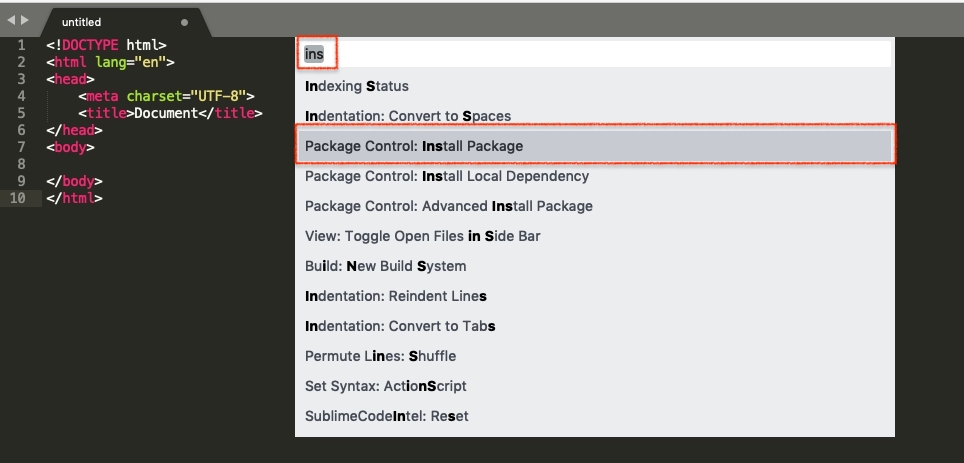 untitled
1 <!DOCTYPE html>
2 <html lang="en">
3 <head>
4 <meta charset="UTF-8">
5 <title>Document</title>
6 </head>
7 <body>
8
9 </body>
10 </html>
ins
Indexing Status
Indentation: Convert to Spaces
Package Control: Install Package
Package Control: Install Local Dependency
Package Control: Advanced Install Package
View: Toggle Open Files in Side Bar
Build: New Build System
Indentation: Reindent Lines
Indentation: Convert to Tabs
Permute Lines: Shuffle
Set Syntax: ActionScript
SublimeCodeIntel: Reset